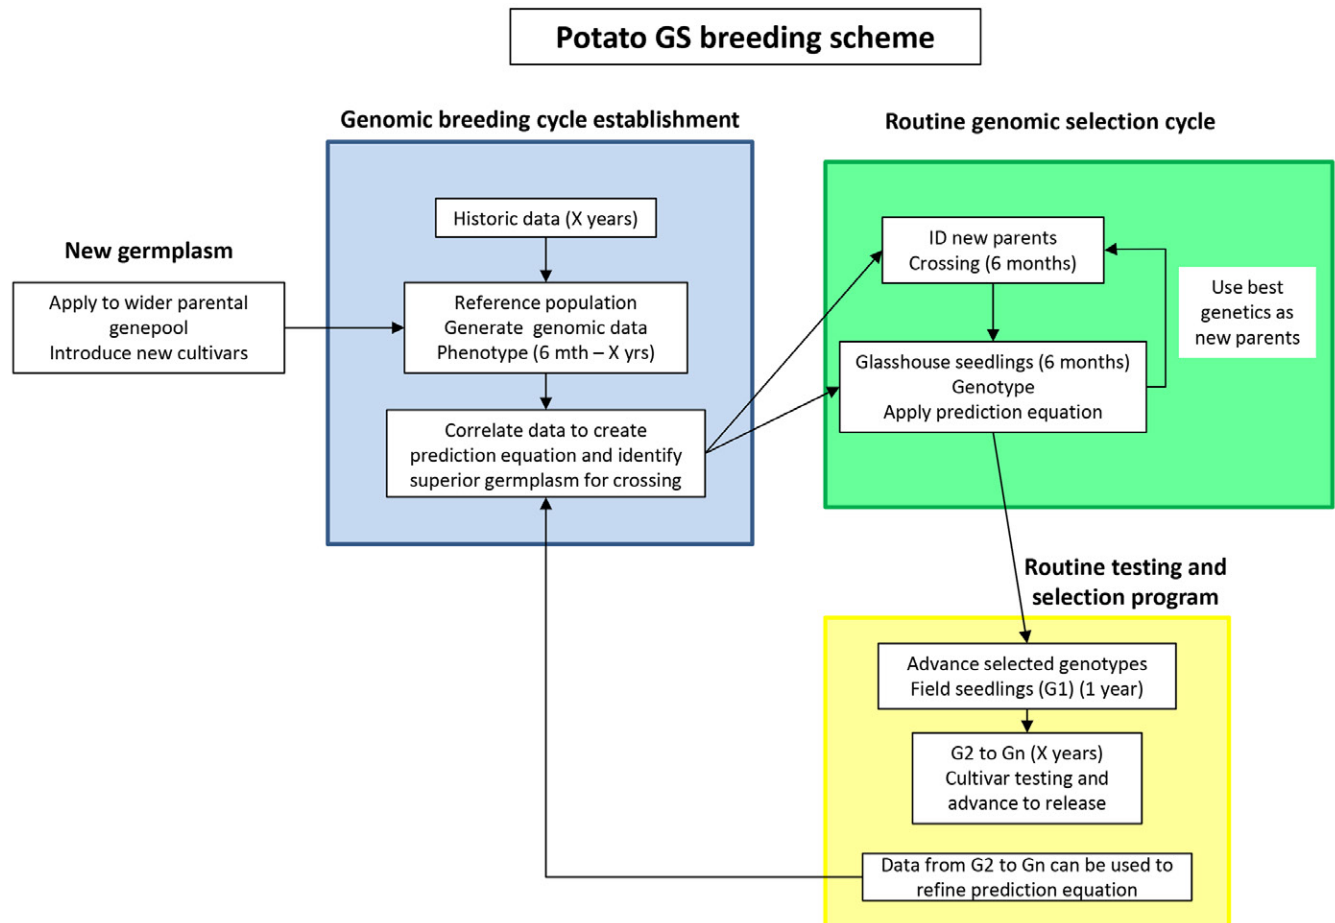 Potato GS breeding scheme
Genomic breeding cycle establishment
Historic data (X years)
New germplasm
Apply to wider parental
genepool
Introduce new cultivars
Reference population
Generate genomic data
Phenotype (6 mth – X yrs)
Correlate data to create
prediction equation and identify
superior germplasm for crossing
Routine genomic selection cycle
ID new parents
Crossing (6 months)
Use best
genetics as
new parents
Glasshouse seedlings (6 months)
Genotype
Apply prediction equation
Routine testing and
selection program
Advance selected genotypes
Field seedlings (G1) (1 year)
G2 to Gn (X years)
Cultivar testing and
advance to release
Data from G2 to Gn can be used to
refine prediction equation